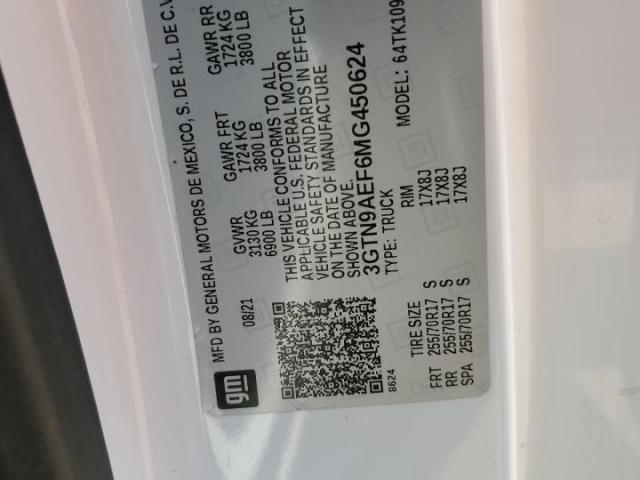 MFD BY GENERAL MOTORS DE MEXICO, S. DE R.L. DE C.V.
08/21 GVWR GAWR FRT GAWR RR
3130 KG 1724 KG 1724 KG
6900 LB 3800 LB 3800 LB
THIS VEHICLE CONFORMS TO ALL
APPLICABLE U.S. FEDERAL MOTOR
VEHICLE SAFETY STANDARDS IN EFFECT
ON THE DATE OF MANUFACTURE
SHOWN ABOVE.
3GTN9AEF6MG450624
TYPE: TRUCK MODEL: 64TK109
gm
8624
TIRE SIZE RIM
FRT 255/70R17 S 17X8J
RR 255/70R17 S 17X8J
SPA 255/70R17 S 17X8J